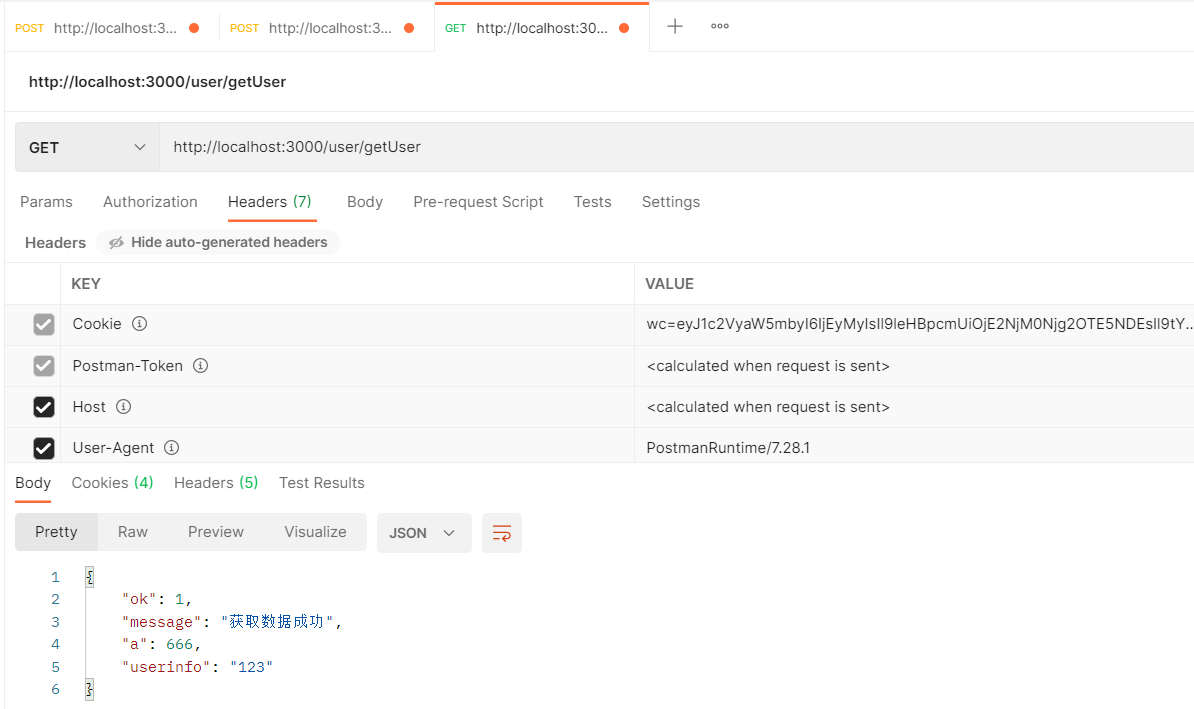 POST http://localhost:3... POST http://localhost:3... GET http://localhost:30...
http://localhost:3000/user/getUser
GET http://localhost:3000/user/getUser
Params Authorization Headers (7) Body Pre-request Script Tests Settings
Headers Hide auto-generated headers
KEY VALUE
Cookie wc=eyJ1c2VyaW5mbyI6IjEyMyIsIl9leHBpcmUiOjE2NjM0Njg2OTE5NDEsIl9tY...
Postman-Token <calculated when request is sent>
Host <calculated when request is sent>
User-Agent PostmanRuntime/7.28.1
Body Cookies (4) Headers (5) Test Results
Pretty Raw Preview Visualize JSON
1 {
2 "ok": 1,
3 "message": "获取数据成功",
4 "a": 666,
5 "userinfo": "123"
6 }